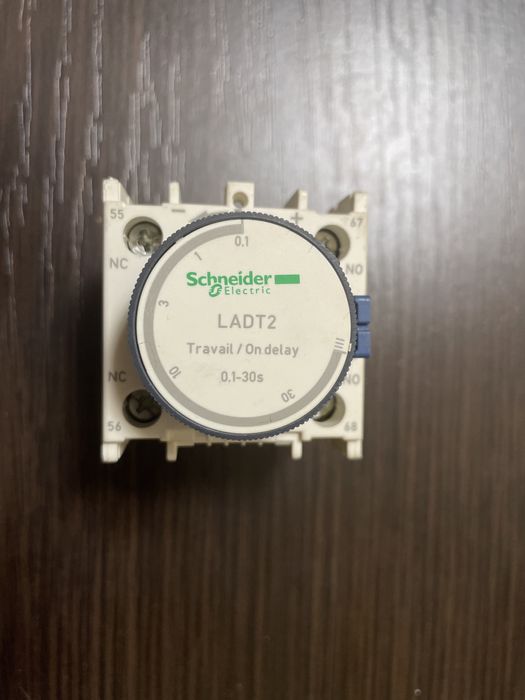 55
−
+
67
NC
NO
0,1
1
3
10
30
Schneider
Electric
LADT2
Travail / On delay
0.1-30s
NC
NO
56
68